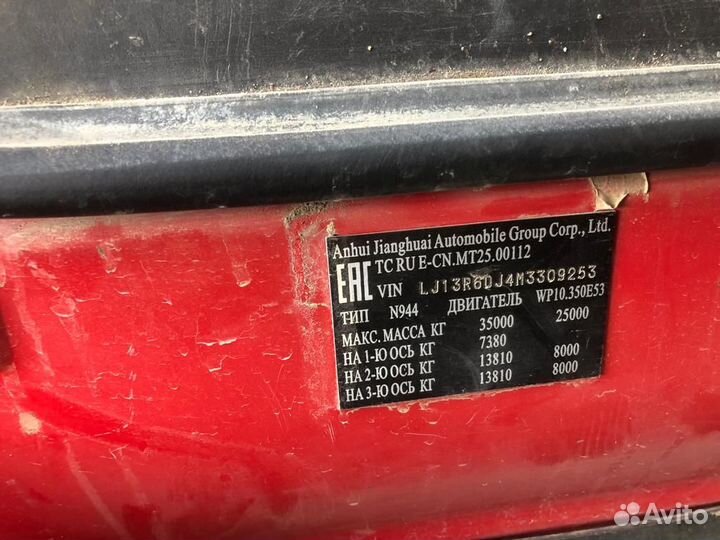 Anhui Jianghuai Automobile Group Corp., Ltd.
EAC TC RU E-CN.MT25.00112
VIN LJ13R6DJ4M3309253
ТИП N944 ДВИГАТЕЛЬ WP10.350E53
МАКС. МАССА КГ 35000 25000
НА 1-Ю ОСЬ КГ 7380
НА 2-Ю ОСЬ КГ 13810 8000
НА 3-Ю ОСЬ КГ 13810 8000
Avito